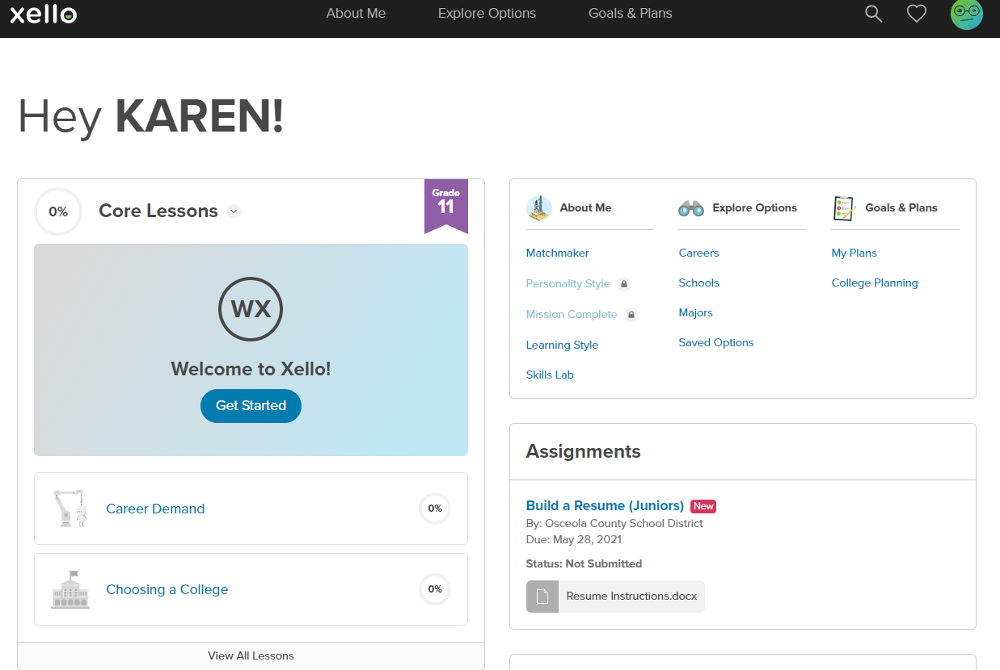 xello
About Me
Explore Options
Goals & Plans
Hey KAREN!
0%
Core Lessons
Grade
11
WX
Welcome to Xello!
Get Started
Career Demand
0%
Choosing a College
0%
View All Lessons
About Me
Matchmaker
Personality Style
Mission Complete
Learning Style
Skills Lab
Explore Options
Careers
Schools
Majors
Saved Options
Goals & Plans
My Plans
College Planning
Assignments
Build a Resume (Juniors) New
By: Osceola County School District
Due: May 28, 2021
Status: Not Submitted
Resume Instructions.docx